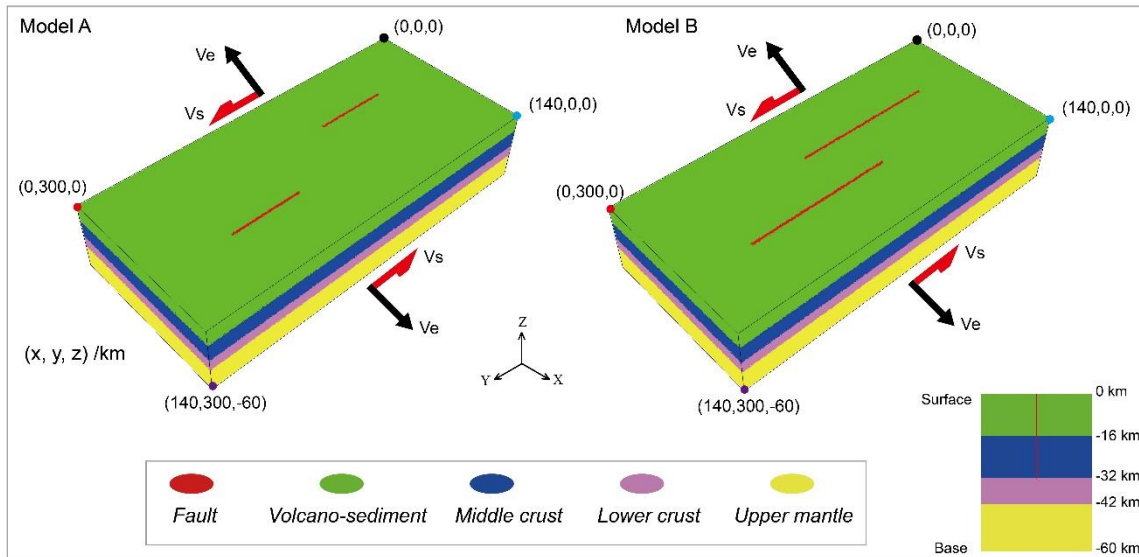 Model A
(0,0,0)
Ve
Vs
(140,0,0)
(0,300,0)
Vs
Ve
(x, y, z) /km
(140,300,-60)
Z
Y
X
Model B
(0,0,0)
Ve
Vs
(140,0,0)
(0,300,0)
Vs
Ve
(140,300,-60)
Surface
0 km
-16 km
-32 km
-42 km
Base
-60 km
Fault
Volcano-sediment
Middle crust
Lower crust
Upper mantle